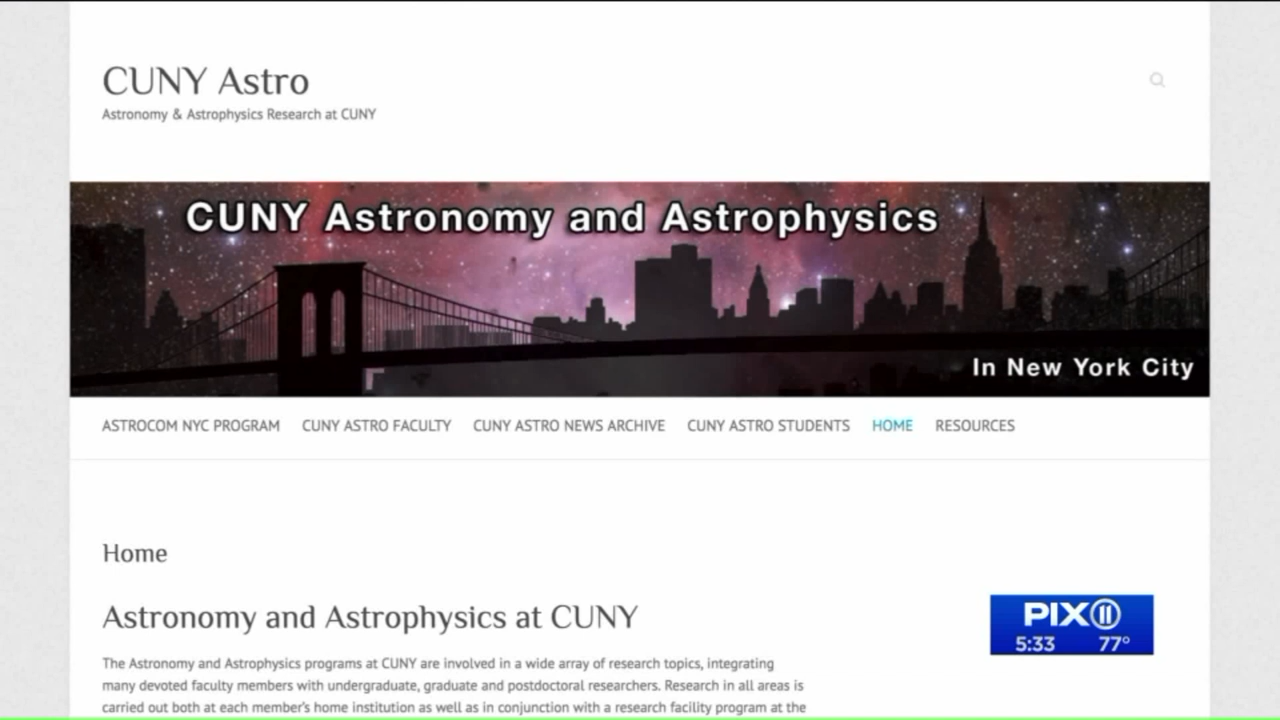 CUNY Astro
Astronomy & Astrophysics Research at CUNY
CUNY Astronomy and Astrophysics
In New York City
ASTROCOM NYC PROGRAM CUNY ASTRO FACULTY CUNY ASTRO NEWS ARCHIVE CUNY ASTRO STUDENTS HOME RESOURCES
Home
Astronomy and Astrophysics at CUNY
The Astronomy and Astrophysics programs at CUNY are involved in a wide array of research topics, integrating
many devoted faculty members with undergraduate, graduate and postdoctoral researchers. Research in all areas is
carried out both at each member's home institution as well as in conjunction with a research facility program at the
PIX11
5:33 77°